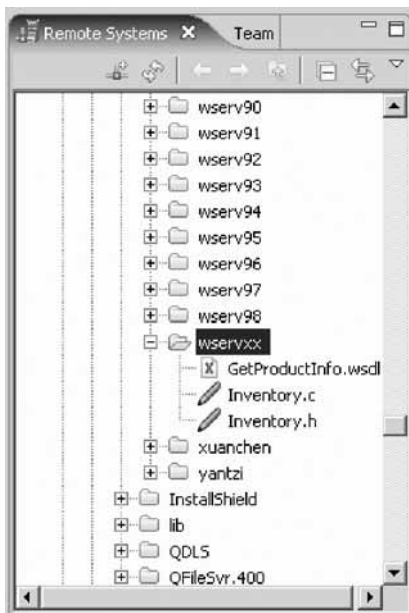 Remote Systems Team
wserv90
wserv91
wserv92
wserv93
wserv94
wserv95
wserv96
wserv97
wserv98
wservxx
GetProductInfo.wsdl
Inventory.c
Inventory.h
xuanchen
yantzi
InstallShield
lib
QDLS
QFileSvr.400